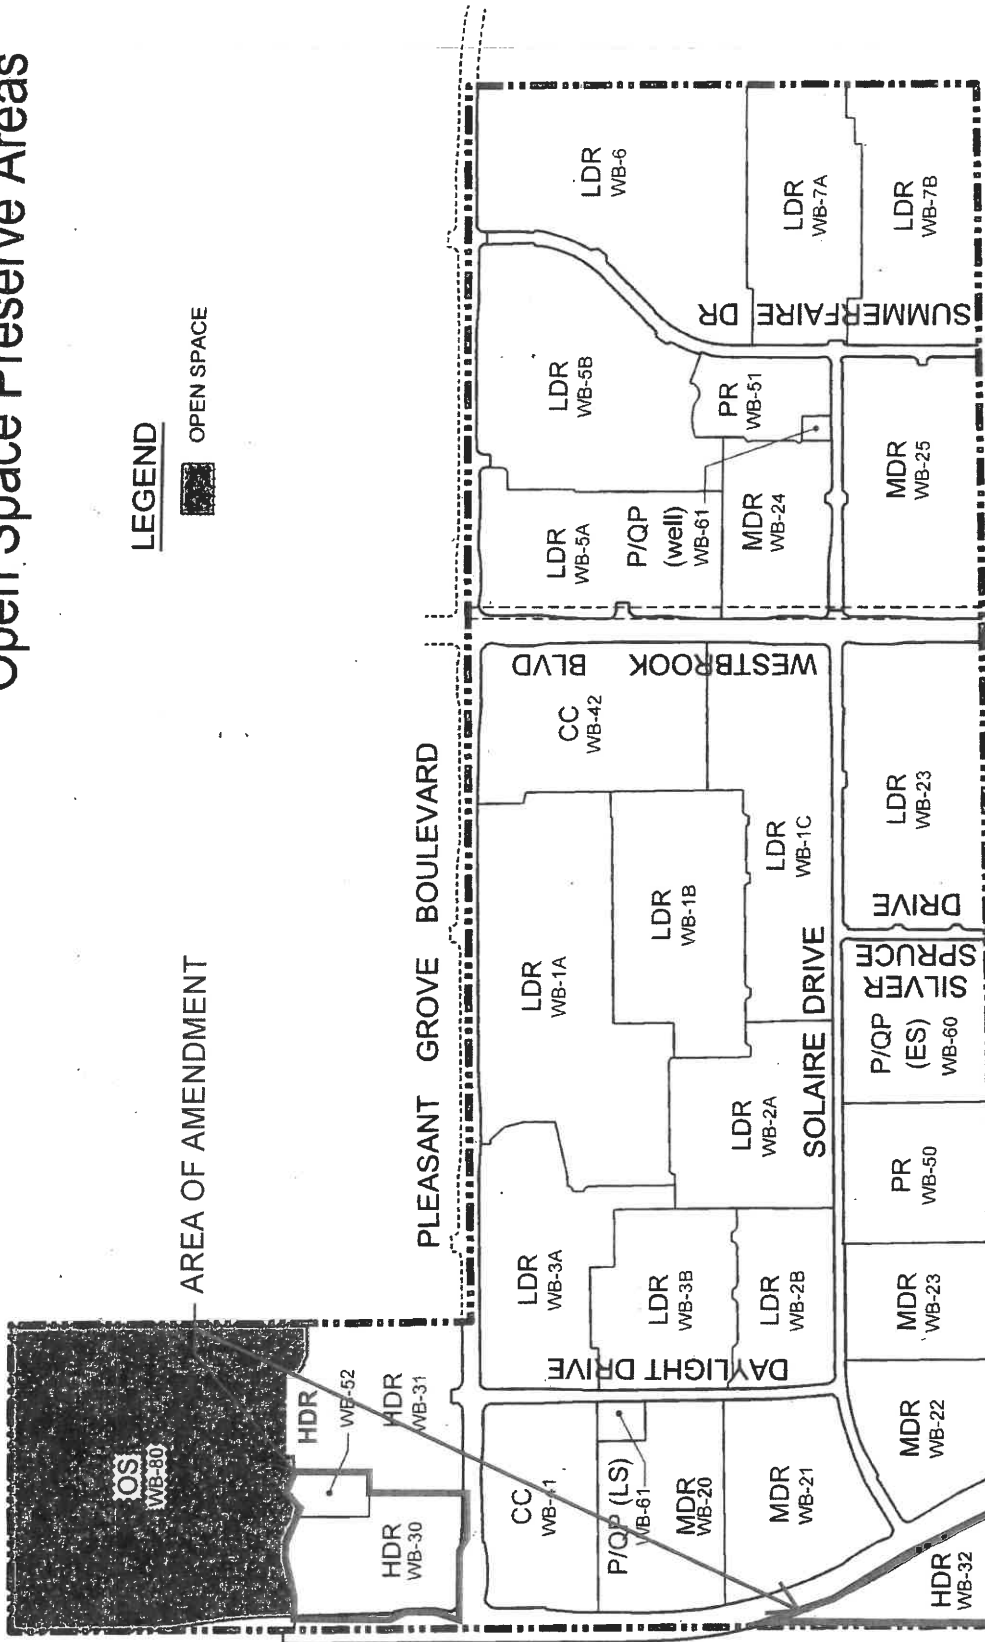 Open Space Preserve Areas
LEGEND
OPEN SPACE
AREA OF AMENDMENT
PLEASANT GROVE BOULEVARD
OS
WB-80
HDR
WB-52
HDR
WB-31
HDR
WB-30
LDR
WB-3A
LDR
WB-1A
CC
WB-42
LDR
WB-5A
LDR
WB-5B
LDR
WB-6
CC
WB-41
P/QP (LS)
WB-61
MDR
WB-20
MDR
WB-21
DAYLIGHT DRIVE
LDR
WB-3B
LDR
WB-2B
LDR
WB-2A
LDR
WB-1B
LDR
WB-1C
WESTBROOK BLVD
P/QP
(well)
WB-61
MDR
WB-24
PR
WB-51
SUMMERFAIRE DR
LDR
WB-7A
LDR
WB-7B
SOLAIRE DRIVE
HDR
WB-32
MDR
WB-22
MDR
WB-23
PR
WB-50
P/QP
(ES)
WB-60
SILVER
SPRUCE
DRIVE
LDR
WB-23
MDR
WB-25